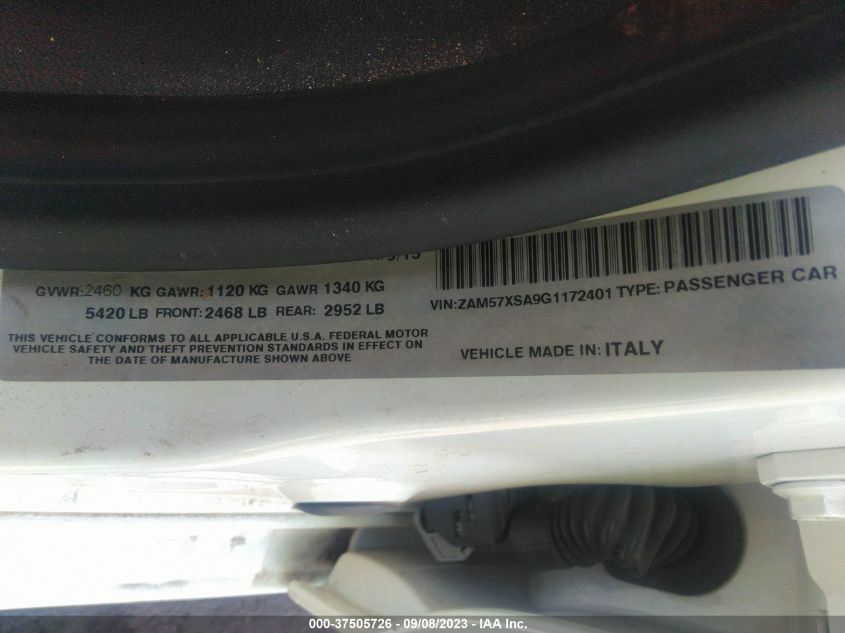 GVWR:2460 KG GAWR:1120 KG GAWR 1340 KG
5420 LB FRONT:2468 LB REAR: 2952 LB
THIS VEHICLE CONFORMS TO ALL APPLICABLE U.S.A. FEDERAL MOTOR
VEHICLE SAFETY AND THEFT PREVENTION STANDARDS IN EFFECT ON
THE DATE OF MANUFACTURE SHOWN ABOVE
VIN:ZAM57XSA9G1172401 TYPE: PASSENGER CAR
VEHICLE MADE IN: ITALY
000-37505726 - 09/08/2023 - IAA Inc.